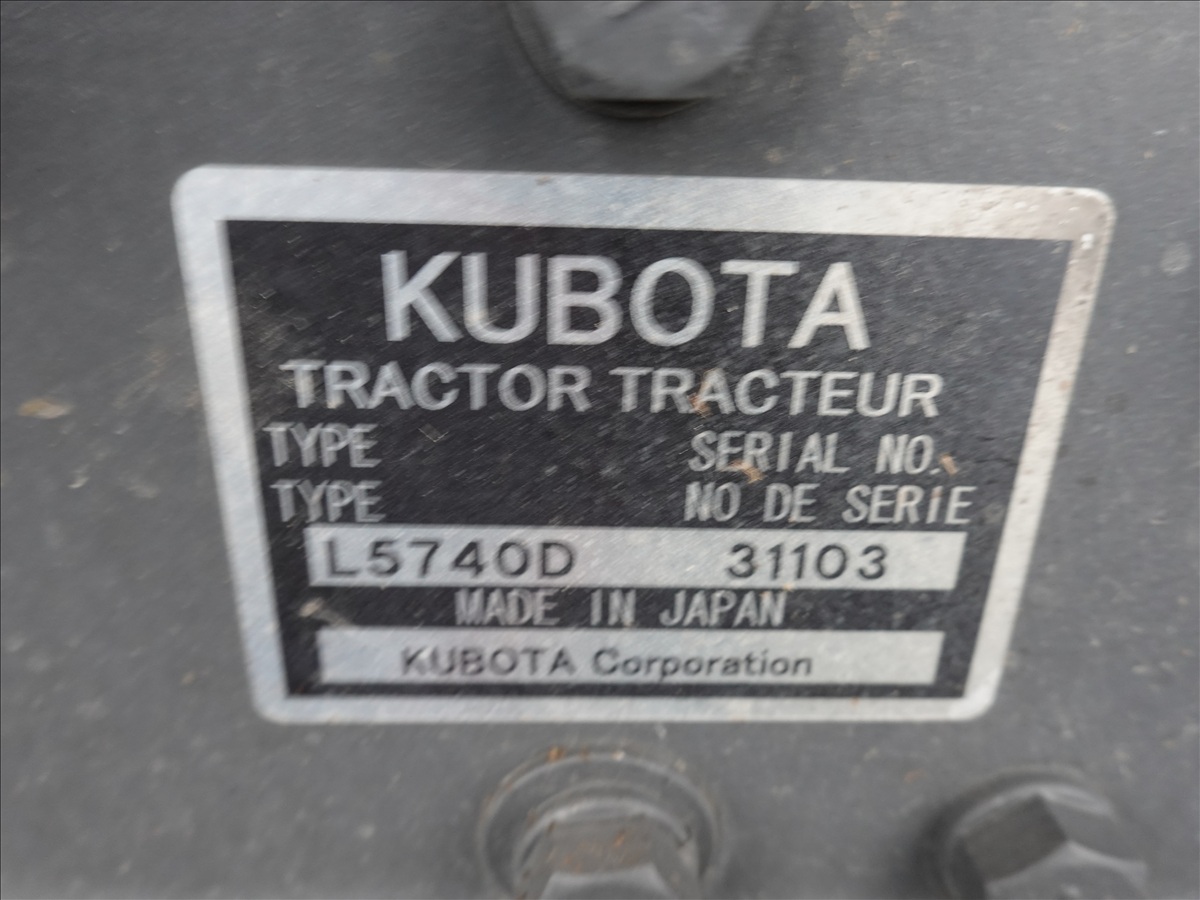 KUBOTA
TRACTOR TRACTEUR
TYPE SERIAL NO.
TYPE NO DE SERIE
L5740D 31103
MADE IN JAPAN
KUBOTA Corporation